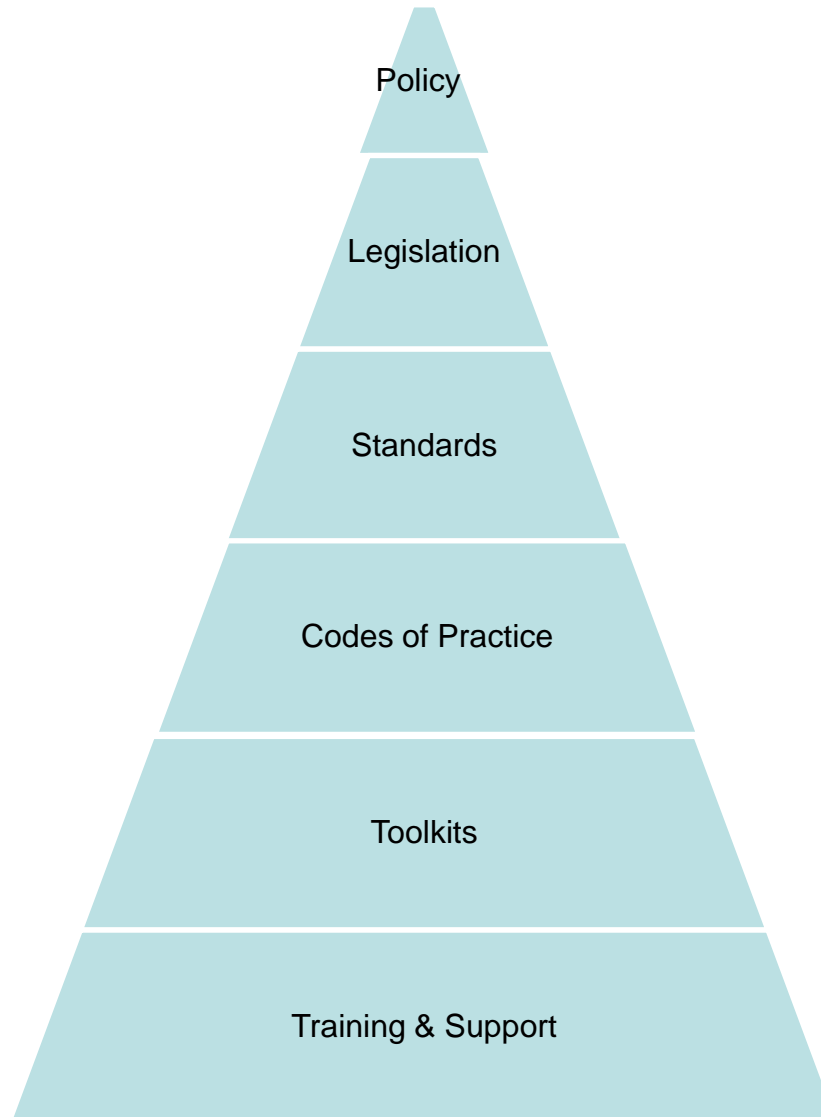 Policy
Legislation
Standards
Codes of Practice
Toolkits
Training & Support